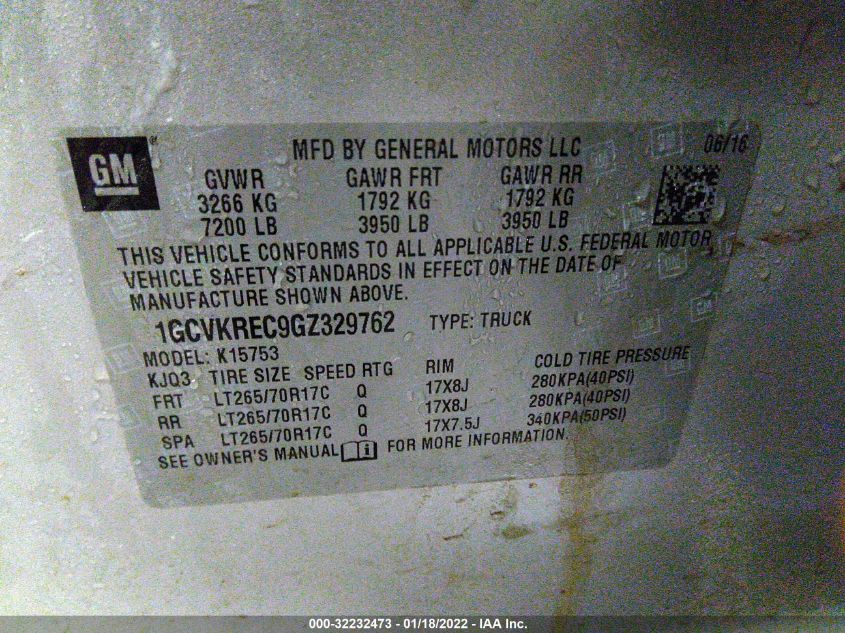 GM ® MFD BY GENERAL MOTORS LLC 06/16
GVWR GAWR FRT GAWR RR
3266 KG 1792 KG 1792 KG
7200 LB 3950 LB 3950 LB
THIS VEHICLE CONFORMS TO ALL APPLICABLE U.S. FEDERAL MOTOR
VEHICLE SAFETY STANDARDS IN EFFECT ON THE DATE OF
MANUFACTURE SHOWN ABOVE.
1GCVKREC9GZ329762 TYPE: TRUCK
MODEL: K15753
KJQ3 TIRE SIZE SPEED RTG RIM COLD TIRE PRESSURE
FRT LT265/70R17C Q 17X8J 280KPA(40PSI)
RR LT265/70R17C Q 17X8J 280KPA(40PSI)
SPA LT265/70R17C Q 17X7.5J 340KPA(50PSI)
SEE OWNER'S MANUAL i FOR MORE INFORMATION.
000-32232473 - 01/18/2022 - IAA Inc.